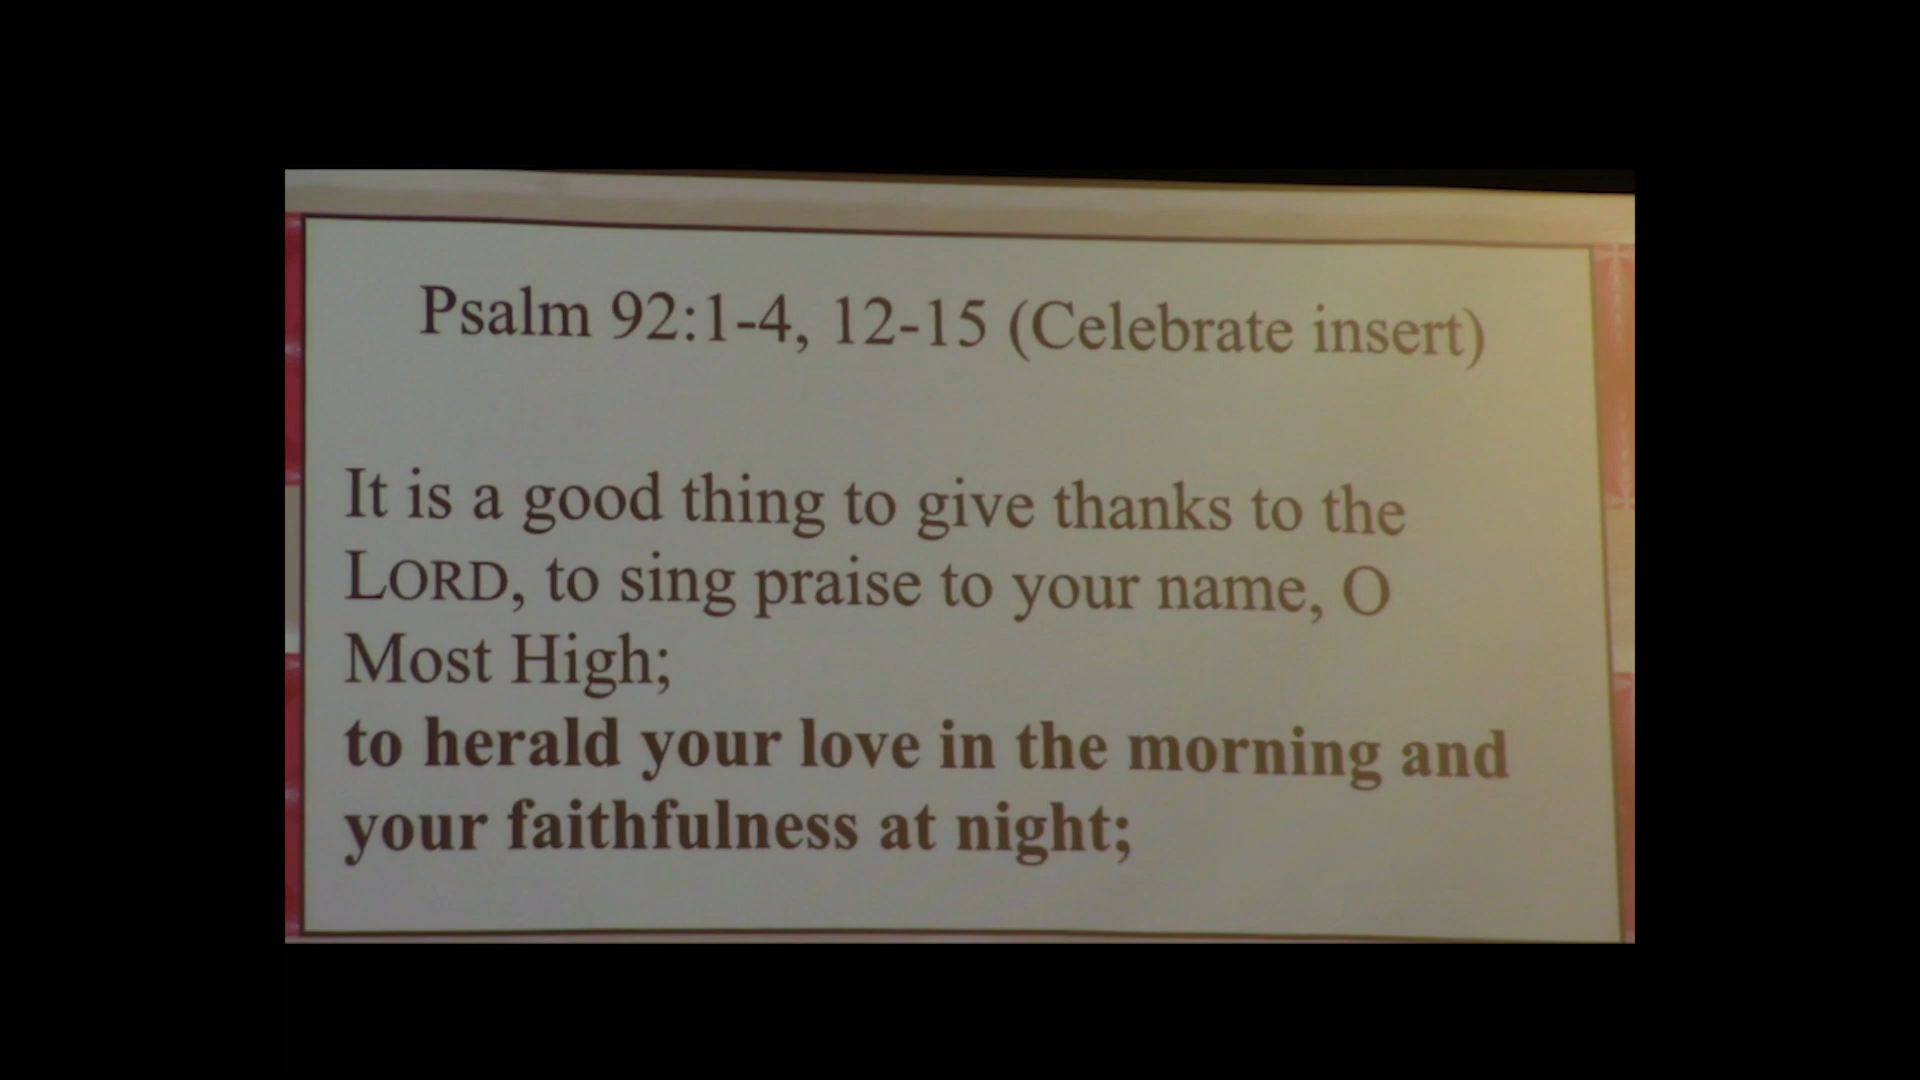 Psalm 92:1-4, 12-15 (Celebrate insert)
It is a good thing to give thanks to the
LORD, to sing praise to your name, O
Most High;
to herald your love in the morning and
your faithfulness at night;